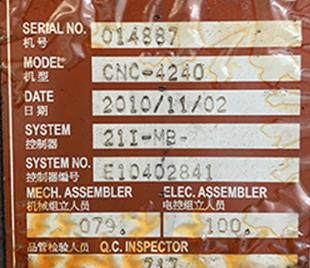 SERIAL NO. 014887
机号
MODEL CNC-4240
机型
DATE 2010/11/02
日期
SYSTEM 21I-MB-
控制器
SYSTEM NO. E10402841
控制器编号
MECH. ASSEMBLER ELEC. ASSEMBLER
机械组立人员 电控组立人员
079. 100.
品管检验人员 Q.C. INSPECTOR